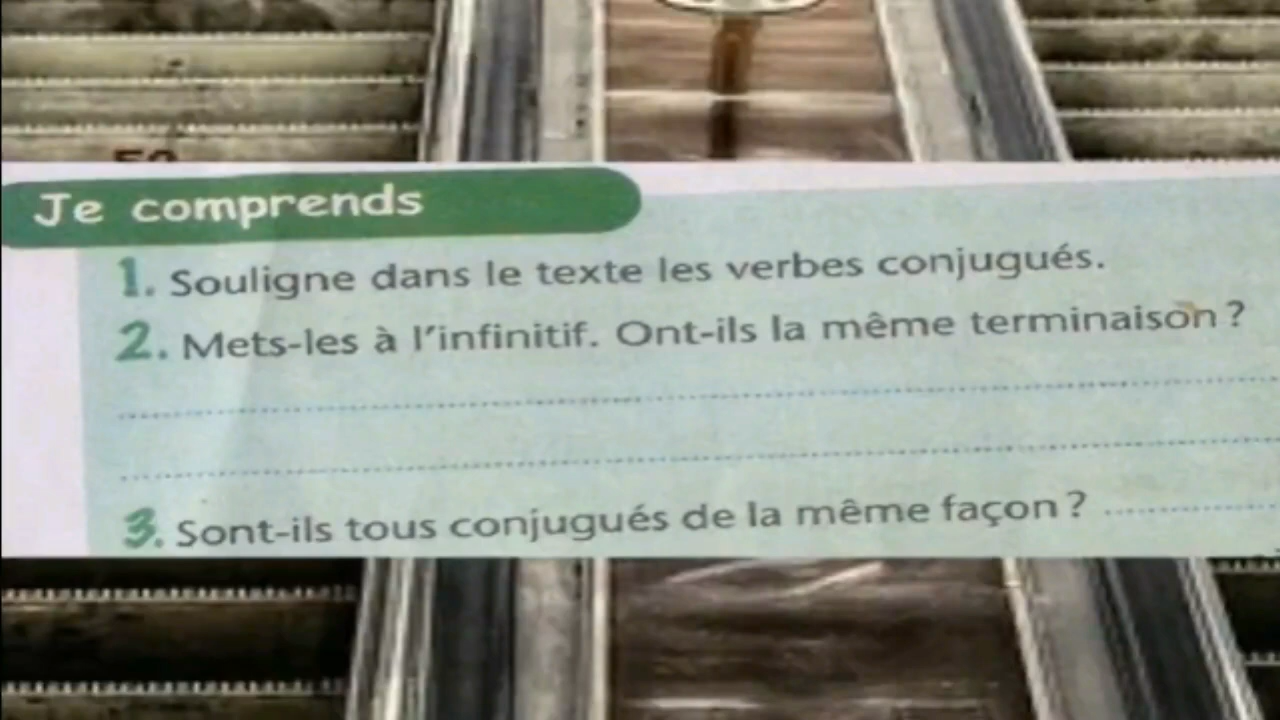 Je comprends
1. Souligne dans le texte les verbes conjugués.
2. Mets-les à l'infinitif. Ont-ils la même terminaison ?
3. Sont-ils tous conjugués de la même façon ?